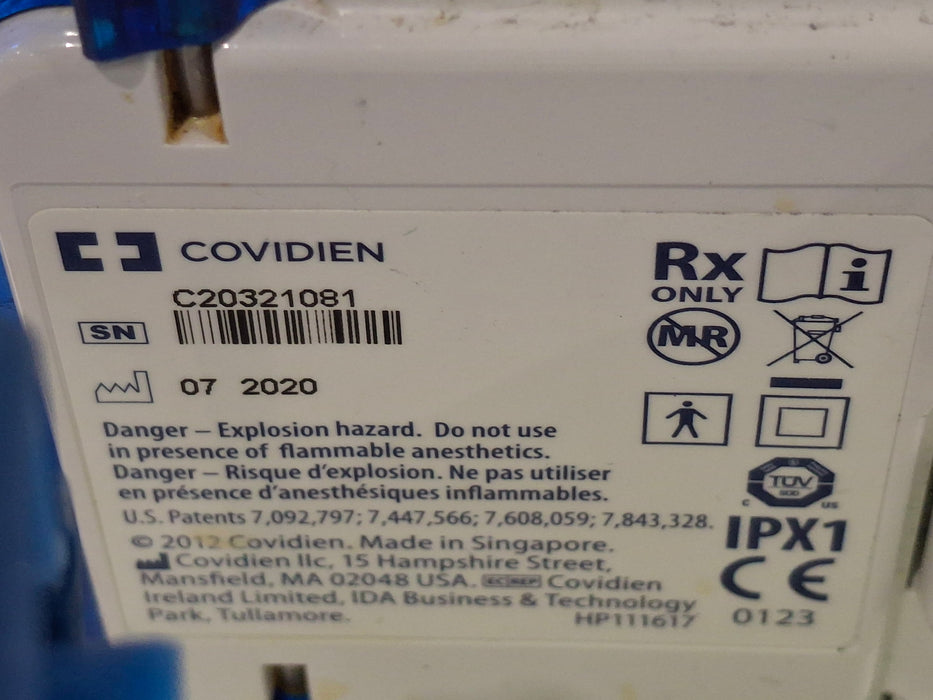 COVIDIEN
C20321081
SN
07 2020
Rx
ONLY
MR
Danger – Explosion hazard. Do not use
in presence of flammable anesthetics.
Danger – Risque d'explosion. Ne pas utiliser
en présence d'anesthésiques inflammables.
U.S. Patents 7,092,797; 7,447,566; 7,608,059; 7,843,328.
© 2012 Covidien. Made in Singapore.
Covidien llc, 15 Hampshire Street,
Mansfield, MA 02048 USA. EC REP Covidien
Ireland Limited, IDA Business & Technology
Park, Tullamore.
HP111617
TÜV
SÜD
C US
IPX1
CE
0123